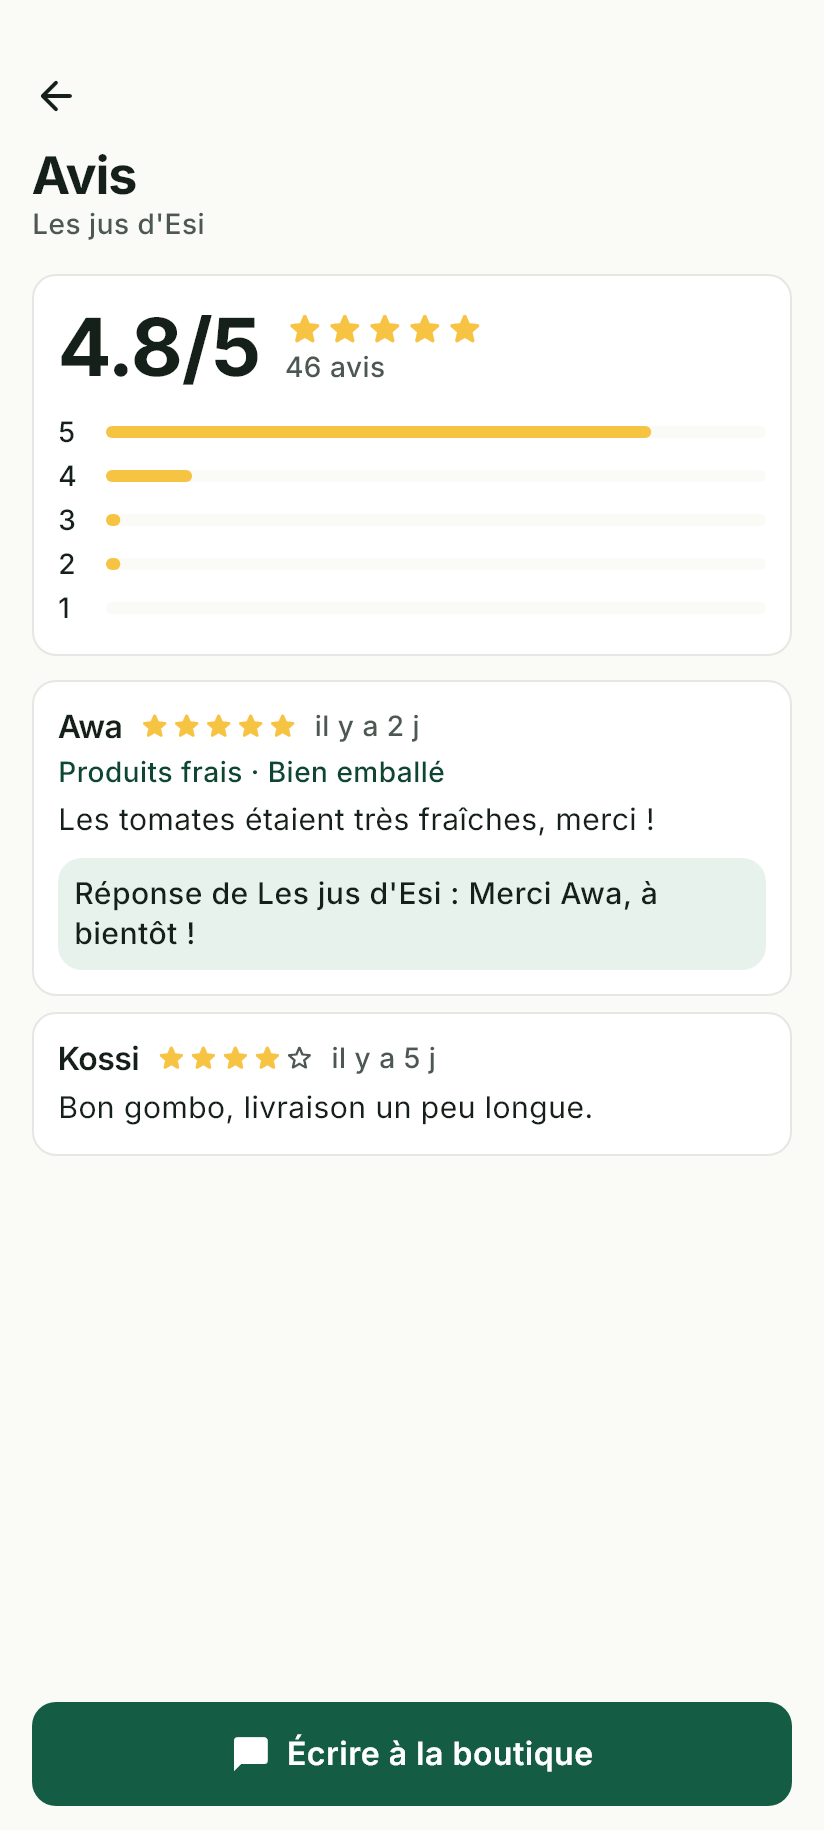 Avis
Les jus d'Esi
4.8/5
46 avis
5
4
3
2
1
Awa il y a 2 j
Produits frais · Bien emballé
Les tomates étaient très fraîches, merci !
Réponse de Les jus d'Esi : Merci Awa, à
bientôt !
Kossi il y a 5 j
Bon gombo, livraison un peu longue.
Écrire à la boutique